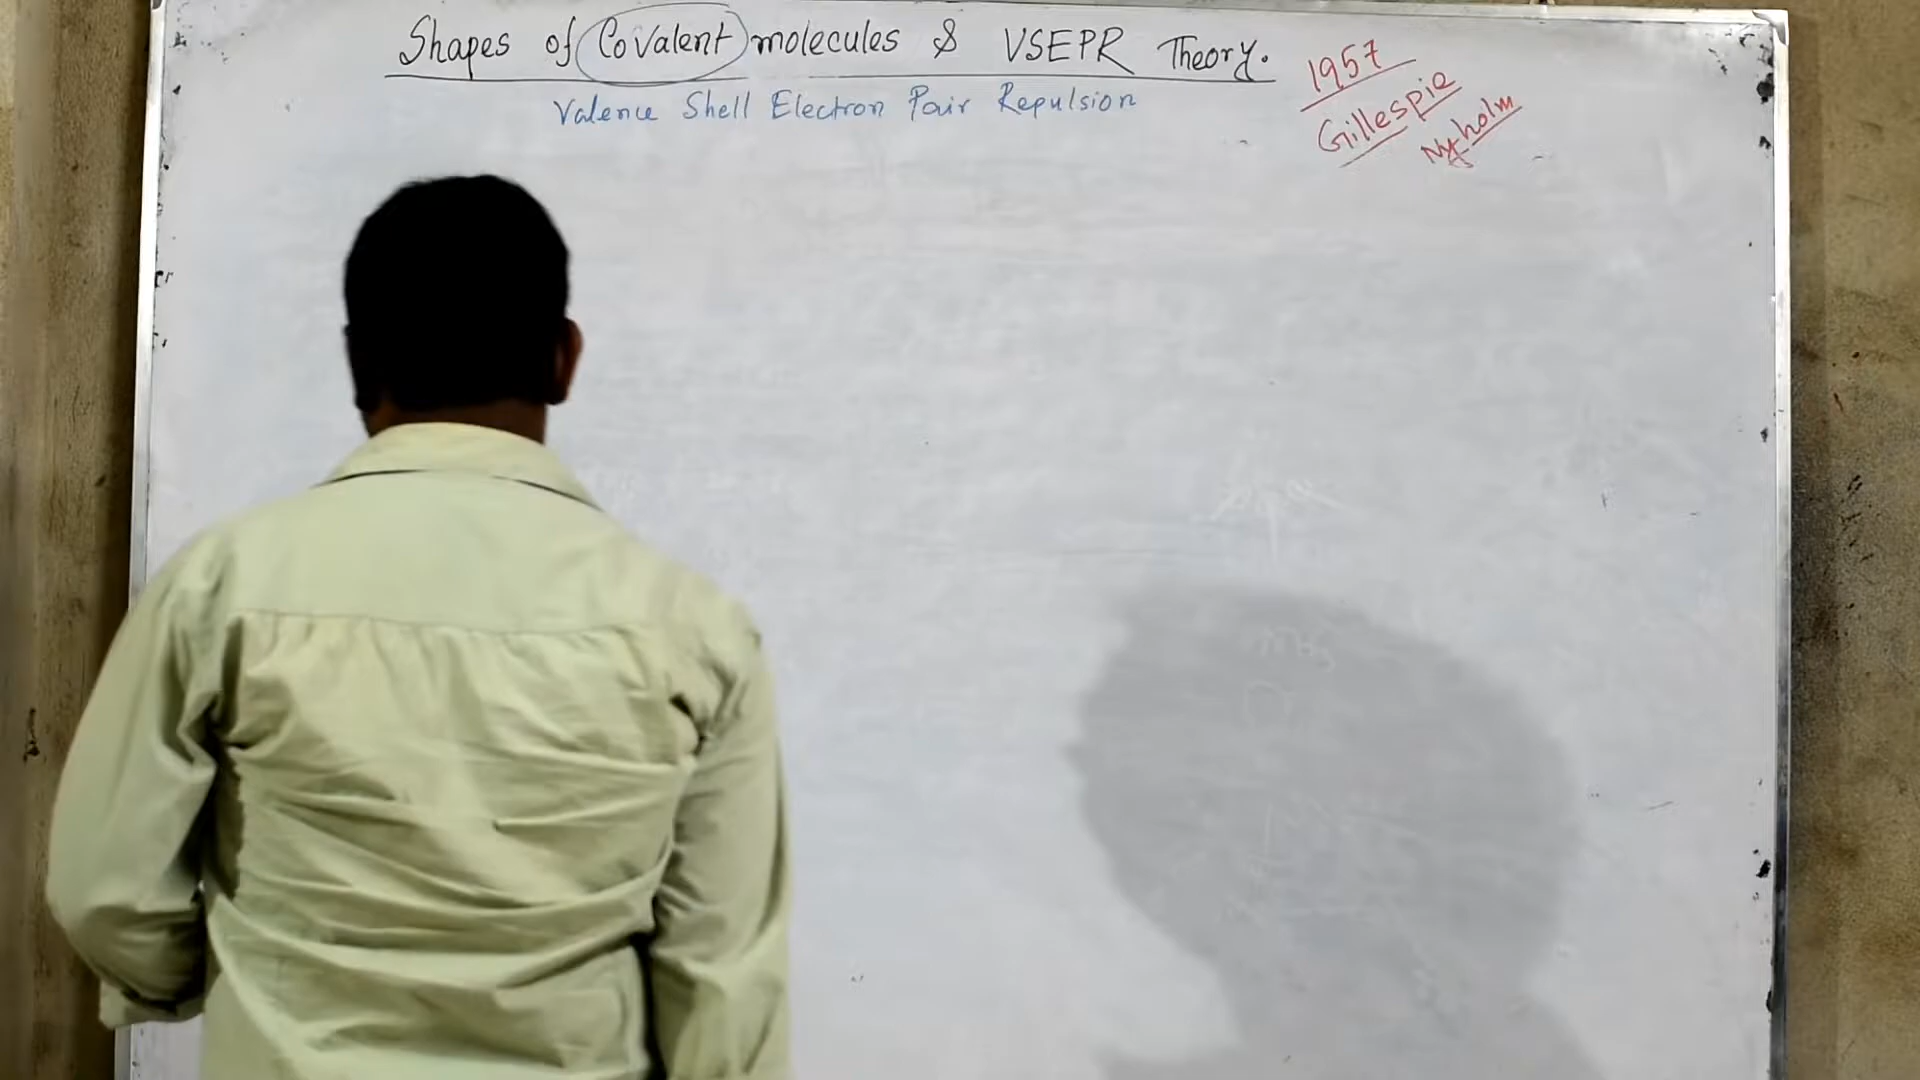 Shapes of Covalent molecules & VSEPR Theory.
Valence Shell Electron Pair Repulsion
1957
Gillespie
Nyholm